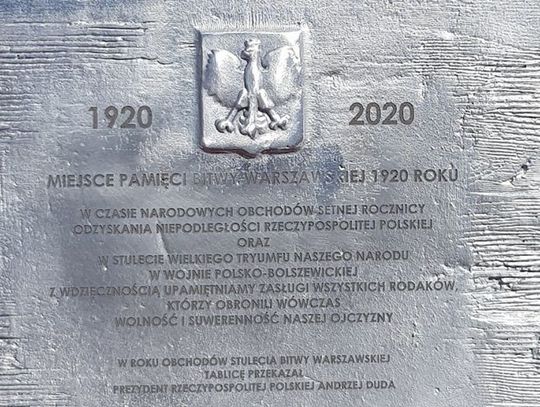 1920 2020
MIEJSCE PAMIĘCI BITWY WARSZAWSKIEJ 1920 ROKU
W CZASIE NARODOWYCH OBCHODÓW SETNEJ ROCZNICY
ODZYSKANIA NIEPODLEGŁOŚCI RZECZYPOSPOLITEJ POLSKIEJ
ORAZ
W STULECIE WIELKIEGO TRYUMFU NASZEGO NARODU
W WOJNIE POLSKO-BOLSZEWICKIEJ
Z WDZIĘCZNOŚCIĄ UPAMIĘTNIAMY ZASŁUGI WSZYSTKICH RODAKÓW,
KTÓRZY OBRONILI WÓWCZAS
WOLNOŚĆ I SUWERENNOŚĆ NASZEJ OJCZYZNY
W ROKU OBCHODÓW STULECIA BITWY WARSZAWSKIEJ
TABLICĘ PRZEKAZAŁ
PREZYDENT RZECZYPOSPOLITEJ POLSKIEJ ANDRZEJ DUDA